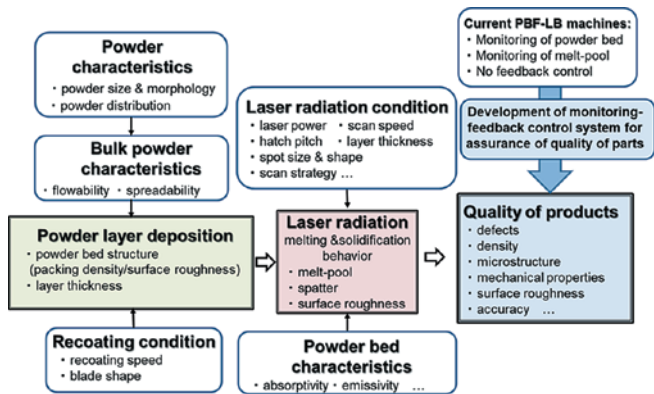 Powder
characteristics
・powder size & morphology
・powder distribution
Bulk powder
characteristics
・flowability ・spreadability
Powder layer deposition
・powder bed structure
(packing density/surface roughness)
・layer thickness
Recoating condition
・recoating speed
・blade shape
Laser radiation condition
・laser power ・scan speed
・hatch pitch ・layer thickness
・spot size & shape
・scan strategy …
Laser radiation
melting &solidification
behavior
・melt-pool
・spatter
・surface roughness
Powder bed
characteristics
・absorptivity ・emissivity …
Current PBF-LB machines:
• Monitoring of powder bed
• Monitoring of melt-pool
• No feedback control
Development of monitoring-
feedback control system for
assurance of quality of parts
Quality of products
・defects
・density
・microstructure
・mechanical properties
・surface roughness
・accuracy …